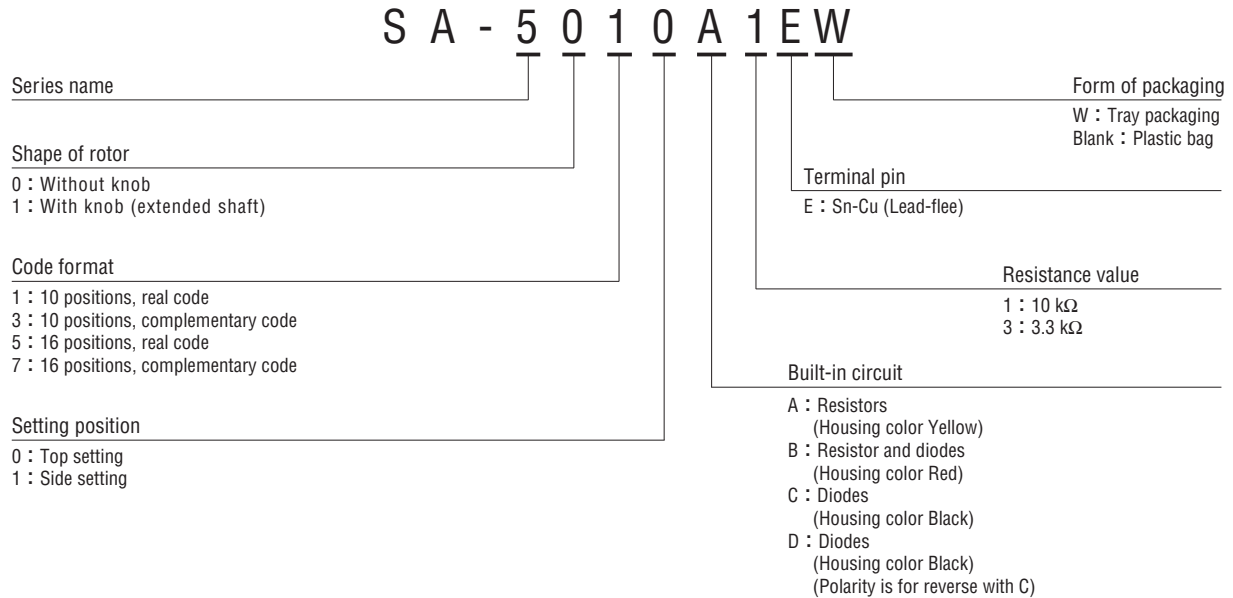 S A - 5 0 1 0 A 1 E W
Series name
Shape of rotor
0 : Without knob
1 : With knob (extended shaft)
Code format
1 : 10 positions, real code
3 : 10 positions, complementary code
5 : 16 positions, real code
7 : 16 positions, complementary code
Setting position
0 : Top setting
1 : Side setting
Form of packaging
W : Tray packaging
Blank : Plastic bag
Terminal pin
E : Sn-Cu (Lead-flee)
Resistance value
1 : 10 kΩ
3 : 3.3 kΩ
Built-in circuit
A : Resistors
(Housing color Yellow)
B : Resistor and diodes
(Housing color Red)
C : Diodes
(Housing color Black)
D : Diodes
(Housing color Black)
(Polarity is for reverse with C)